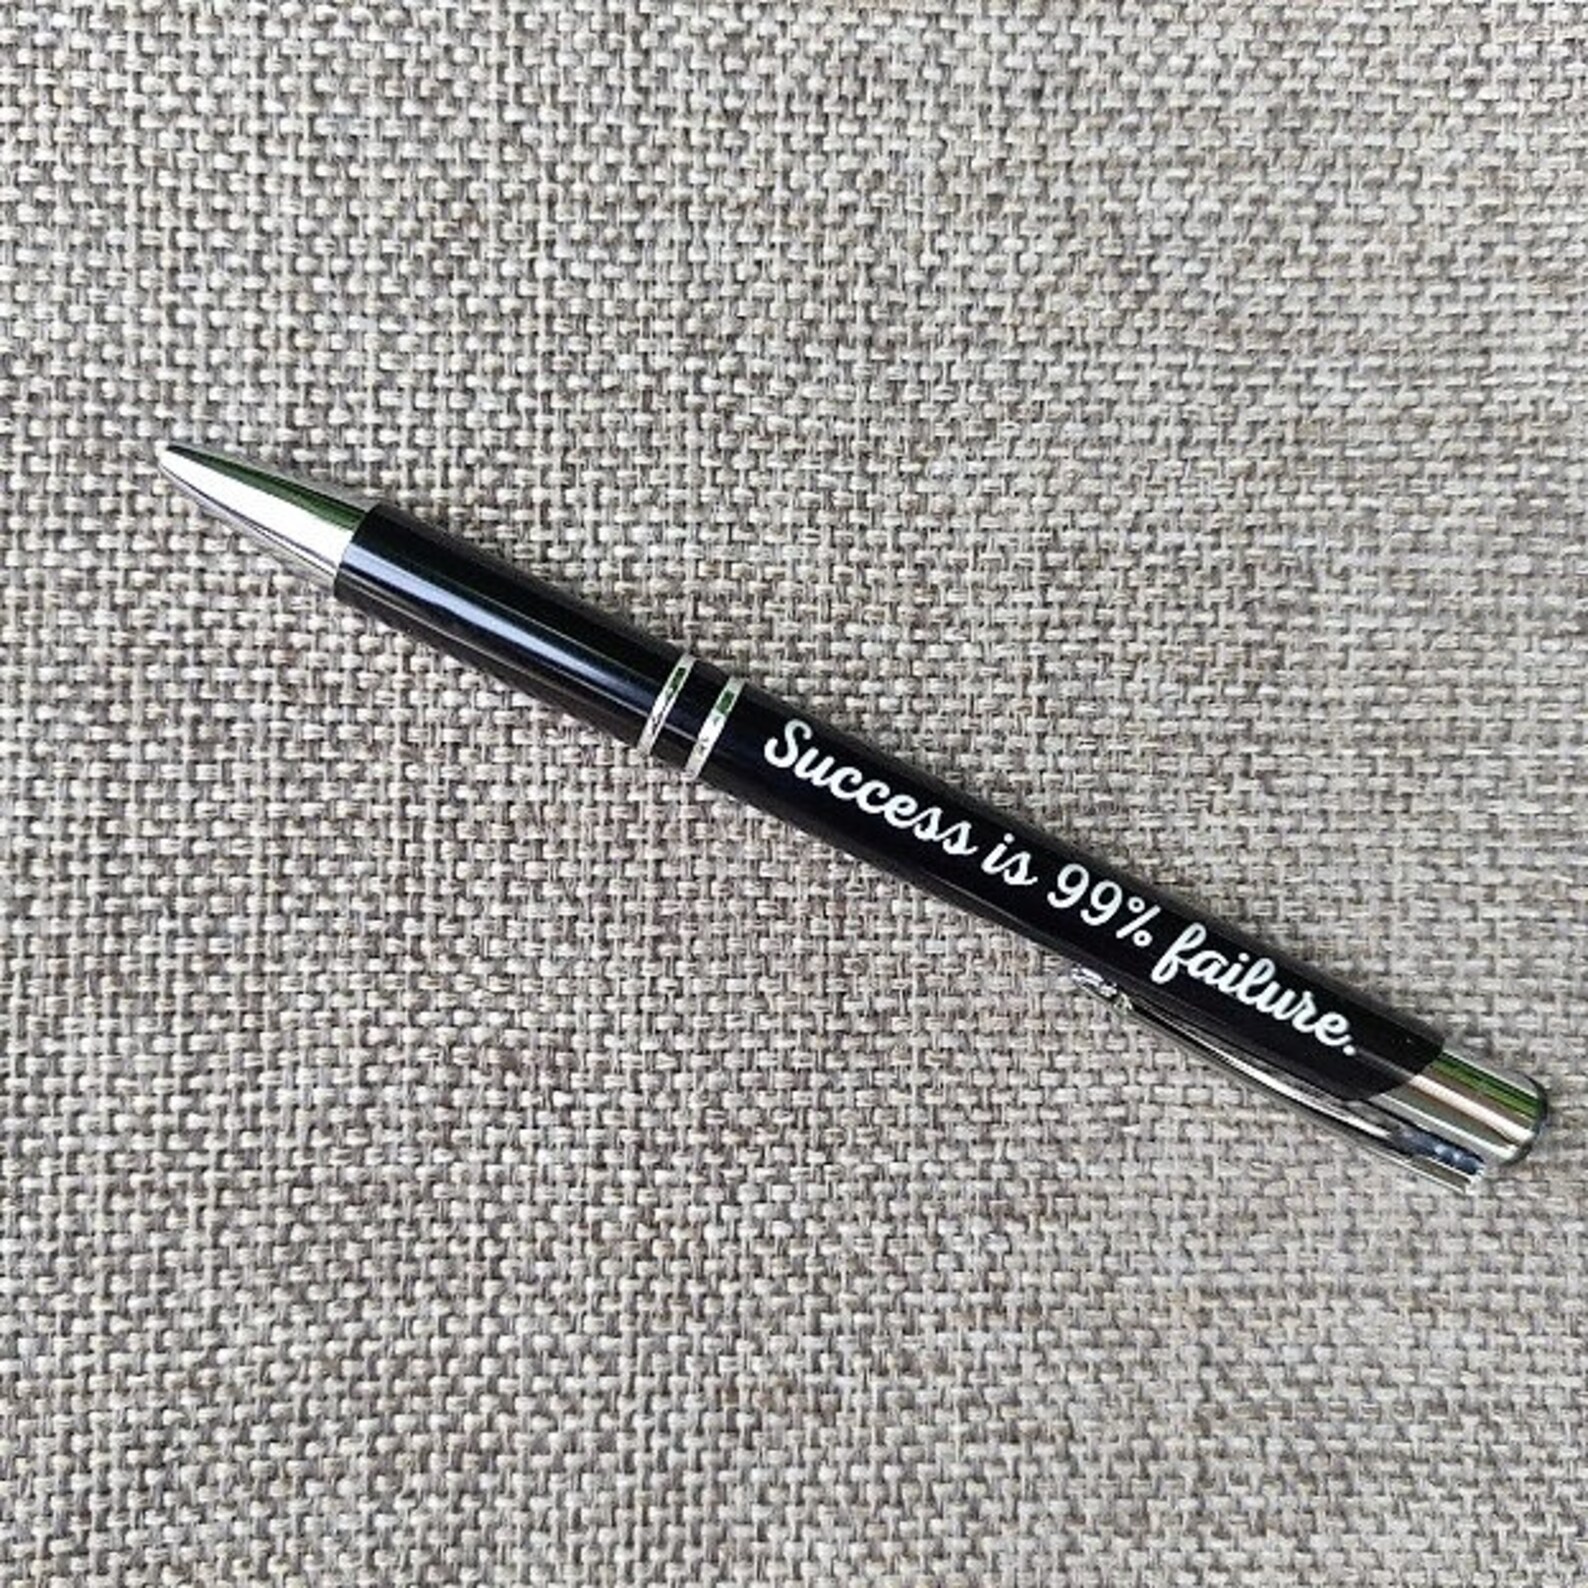 Success is 99% failure.